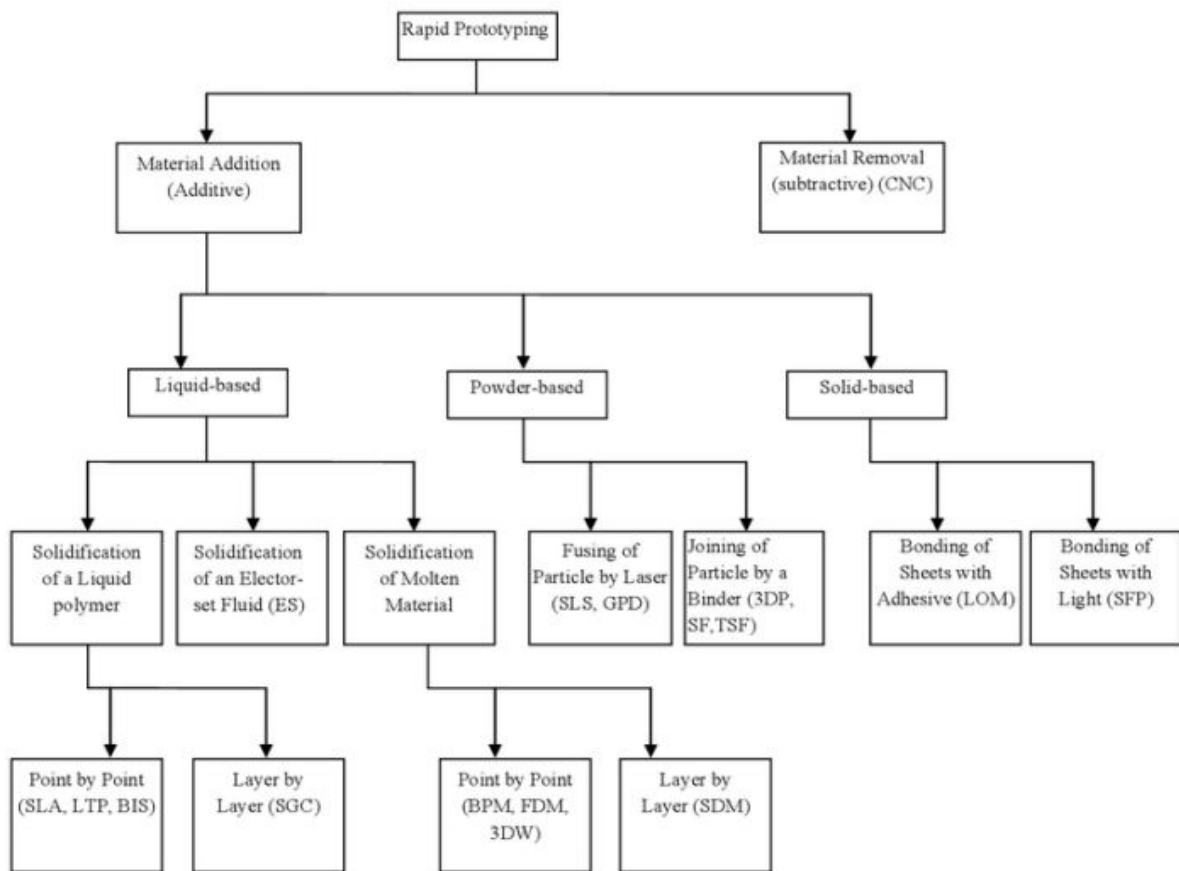 Rapid Prototyping
Material Addition
(Additive)
Material Removal
(subtractive) (CNC)
Liquid-based
Powder-based
Solid-based
Solidification
of a Liquid
polymer
Solidification
of an Elector-
set Fluid (ES)
Solidification
of Molten
Material
Fusing of
Particle by Laser
(SLS, GPD)
Joining of
Particle by a
Binder (3DP,
SF,TSF)
Bonding of
Sheets with
Adhesive (LOM)
Bonding of
Sheets with
Light (SFP)
Point by Point
(SLA, LTP, BIS)
Layer by
Layer (SGC)
Point by Point
(BPM, FDM,
3DW)
Layer by
Layer (SDM)